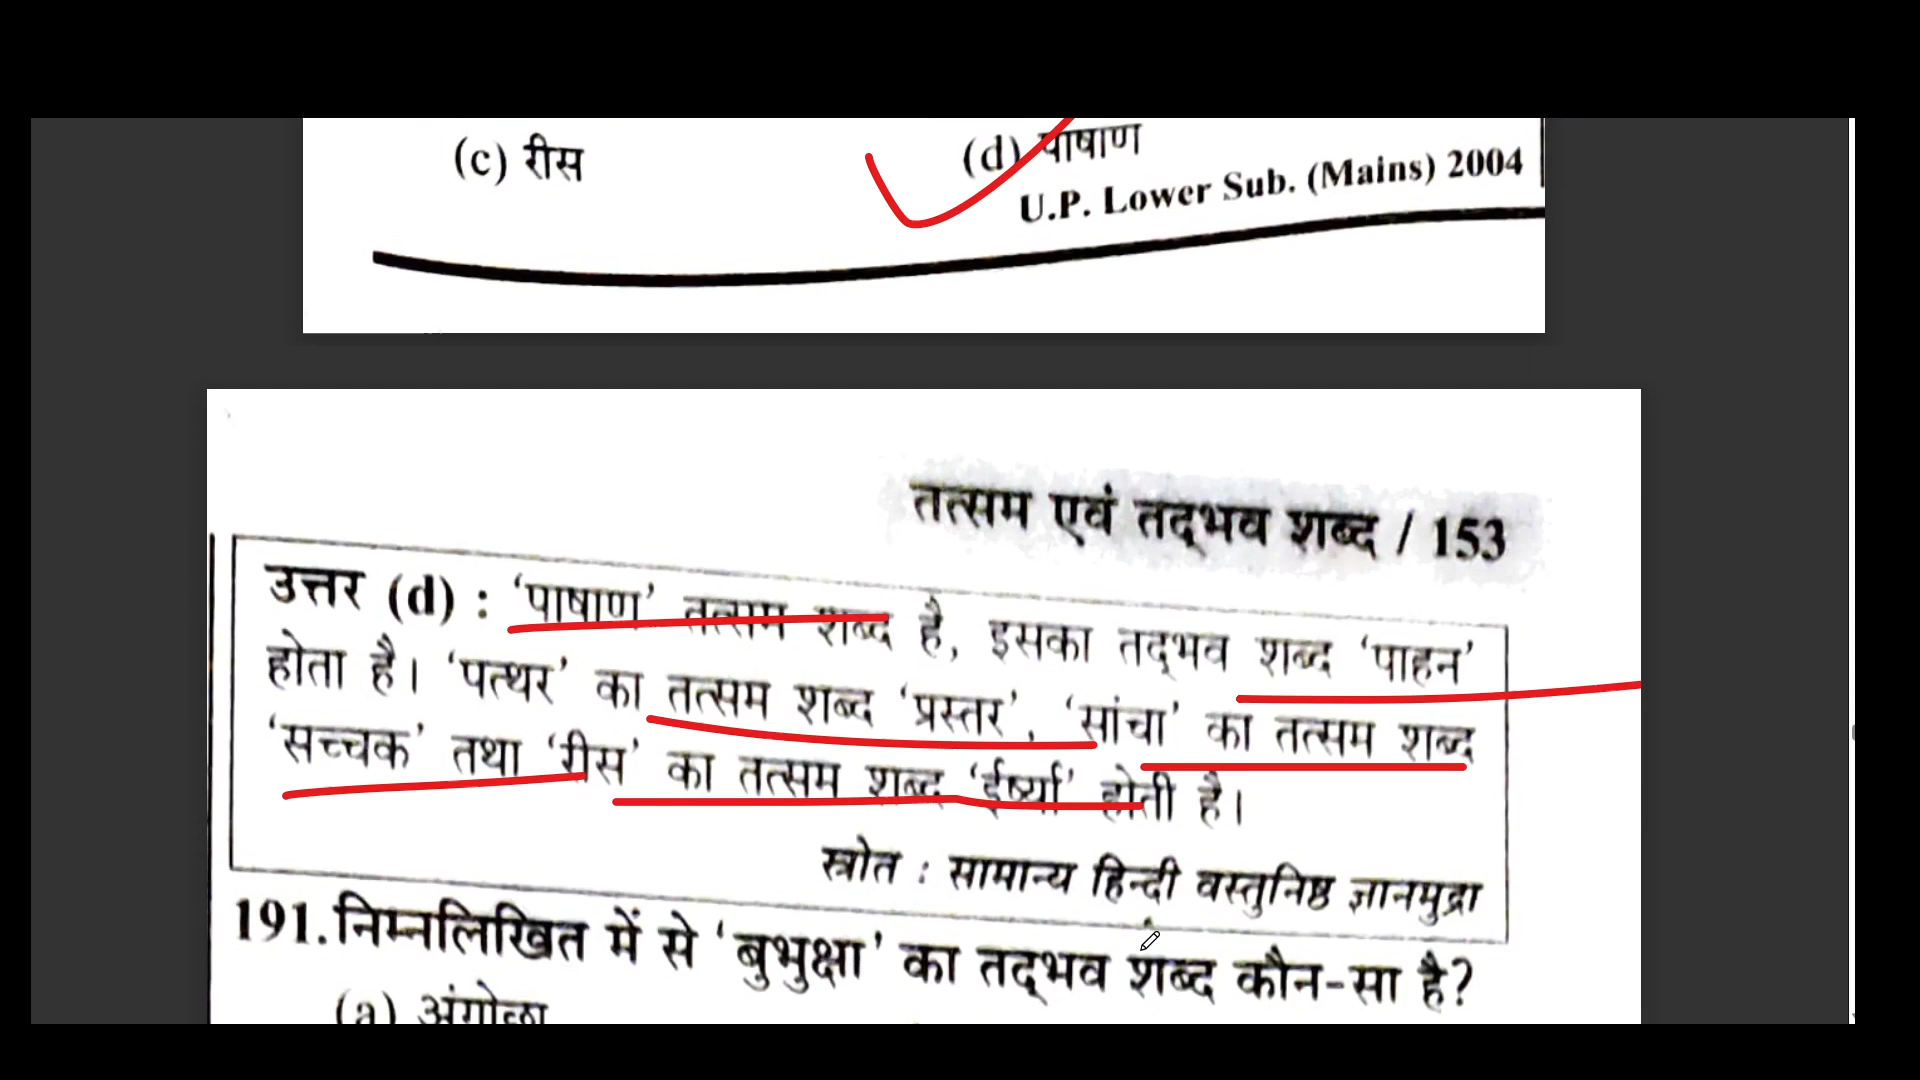 (c) रीस (d) पाषाण
U.P. Lower Sub. (Mains) 2004
तत्सम एवं तद्भव शब्द / 153
उत्तर (d) : ‘पाषाण’ तत्सम शब्द है, इसका तद्भव शब्द ‘पाहन’
होता है। ‘पत्थर’ का तत्सम शब्द ‘प्रस्तर’, ‘सांचा’ का तत्सम शब्द
‘सच्चक’ तथा ‘रीस’ का तत्सम शब्द ‘ईर्ष्या’ होती है।
स्त्रोत : सामान्य हिन्दी वस्तुनिष्ठ ज्ञानमुद्रा
191.निम्नलिखित में से ‘बुभुक्षा’ का तद्भव शब्द कौन-सा है?
(a) अंगोछा